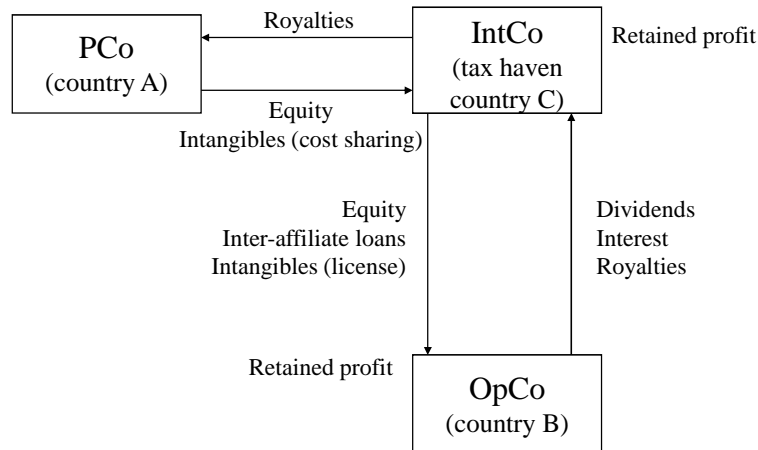 PCo
(country A)
Royalties
IntCo
(tax haven
country C)
Retained profit
Equity
Intangibles (cost sharing)
Equity
Inter-affiliate loans
Intangibles (license)
Dividends
Interest
Royalties
Retained profit
OpCo
(country B)